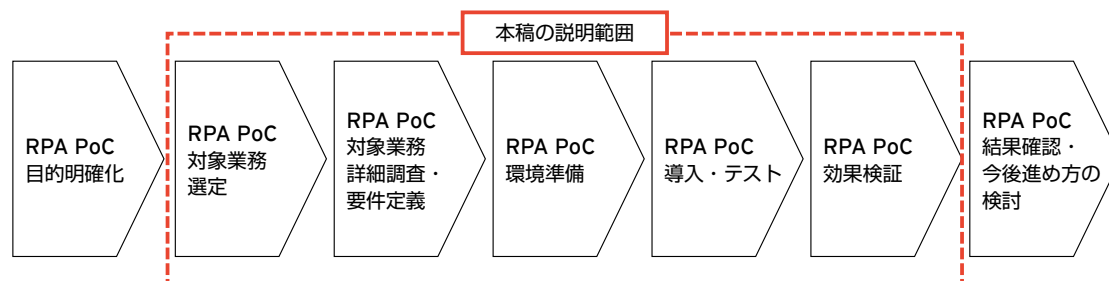 本稿の説明範囲
RPA PoC
目的明確化
RPA PoC
対象業務
選定
RPA PoC
対象業務
詳細調査・
要件定義
RPA PoC
環境準備
RPA PoC
導入・テスト
RPA PoC
効果検証
RPA PoC
結果確認・
今後進め方の
検討